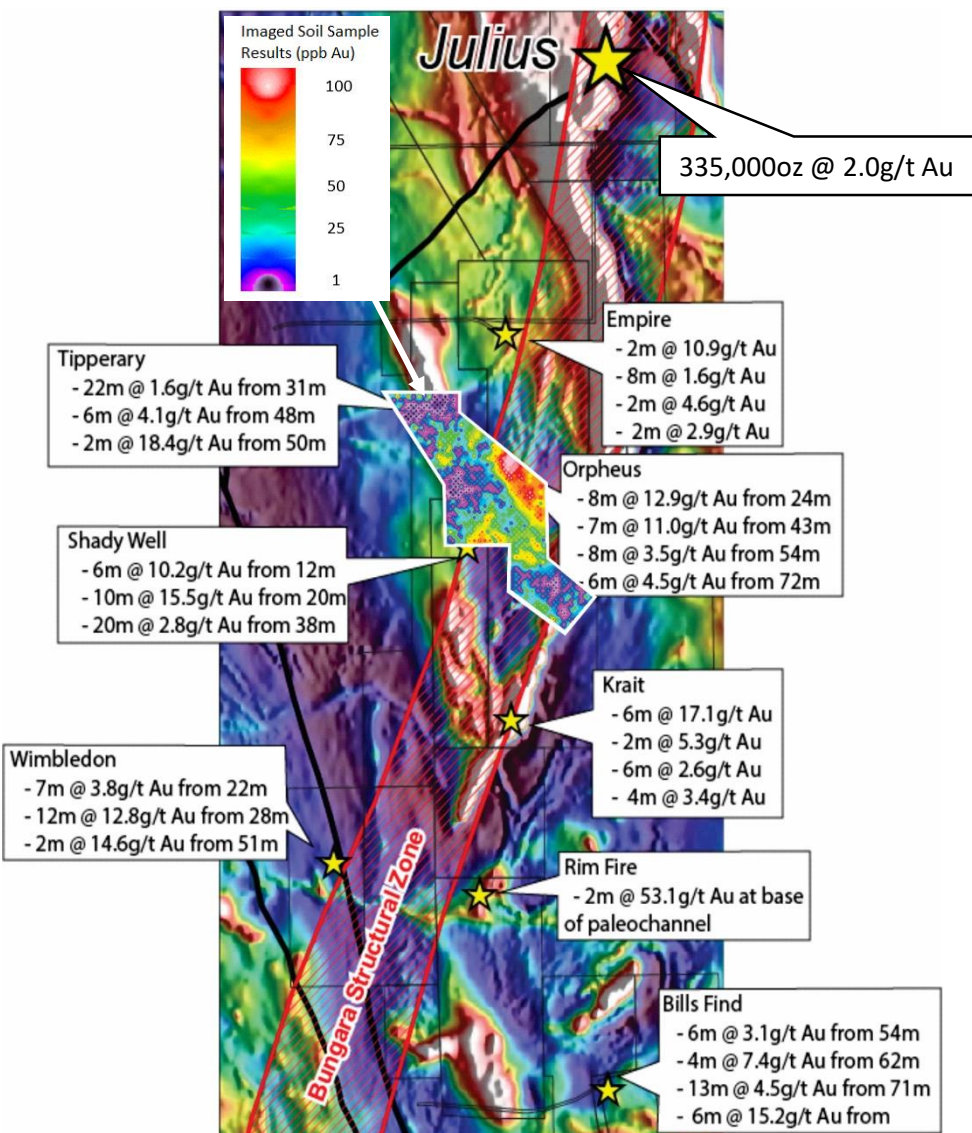 Imaged Soil Sample
Results (ppb Au)
100
75
50
25
1
Julius
335,000oz @ 2.0g/t Au
Empire
- 2m @ 10.9g/t Au
- 8m @ 1.6g/t Au
- 2m @ 4.6g/t Au
- 2m @ 2.9g/t Au
Tipperary
- 22m @ 1.6g/t Au from 31m
- 6m @ 4.1g/t Au from 48m
- 2m @ 18.4g/t Au from 50m
Orpheus
- 8m @ 12.9g/t Au from 24m
- 7m @ 11.0g/t Au from 43m
- 8m @ 3.5g/t Au from 54m
- 6m @ 4.5g/t Au from 72m
Shady Well
- 6m @ 10.2g/t Au from 12m
- 10m @ 15.5g/t Au from 20m
- 20m @ 2.8g/t Au from 38m
Krait
- 6m @ 17.1g/t Au
- 2m @ 5.3g/t Au
- 6m @ 2.6g/t Au
- 4m @ 3.4g/t Au
Wimbledon
- 7m @ 3.8g/t Au from 22m
- 12m @ 12.8g/t Au from 28m
- 2m @ 14.6g/t Au from 51m
Rim Fire
- 2m @ 53.1g/t Au at base
of paleochannel
Bungara Structural Zone
Bills Find
- 6m @ 3.1g/t Au from 54m
- 4m @ 7.4g/t Au from 62m
- 13m @ 4.5g/t Au from 71m
- 6m @ 15.2g/t Au from